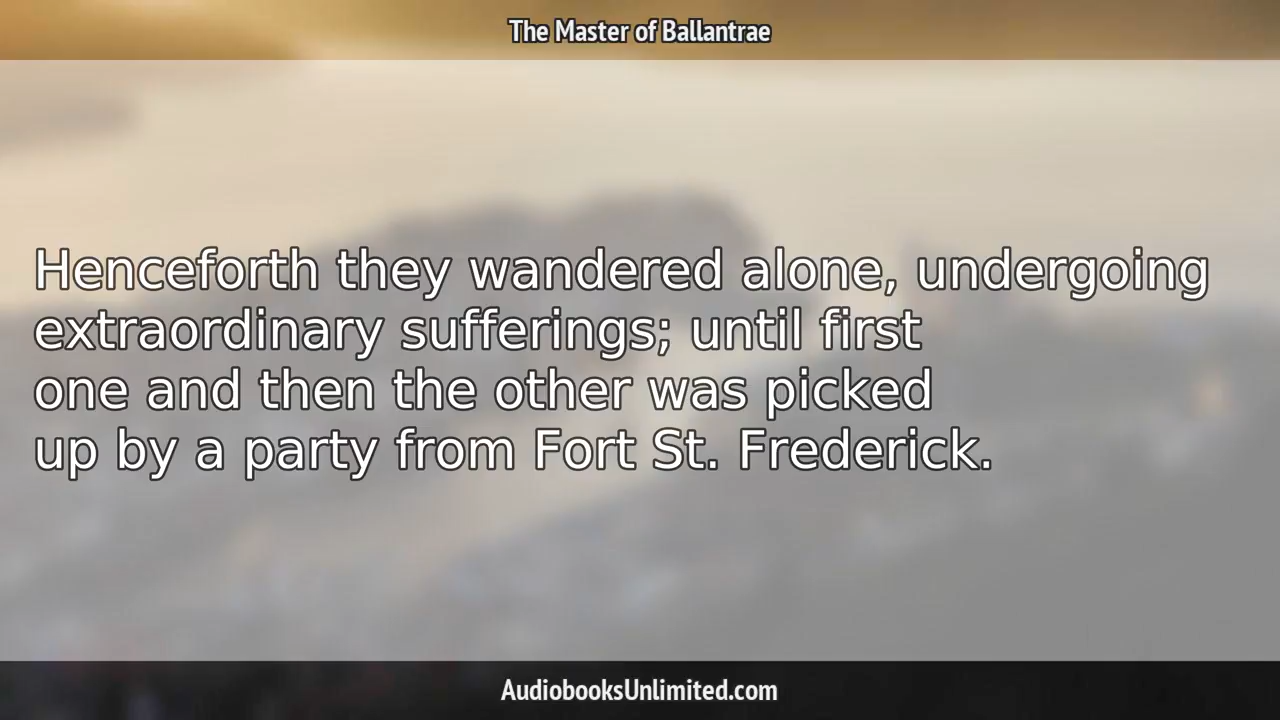 The Master of Ballantrae
Henceforth they wandered alone, undergoing
extraordinary sufferings; until first
one and then the other was picked
up by a party from Fort St. Frederick.
AudiobooksUnlimited.com